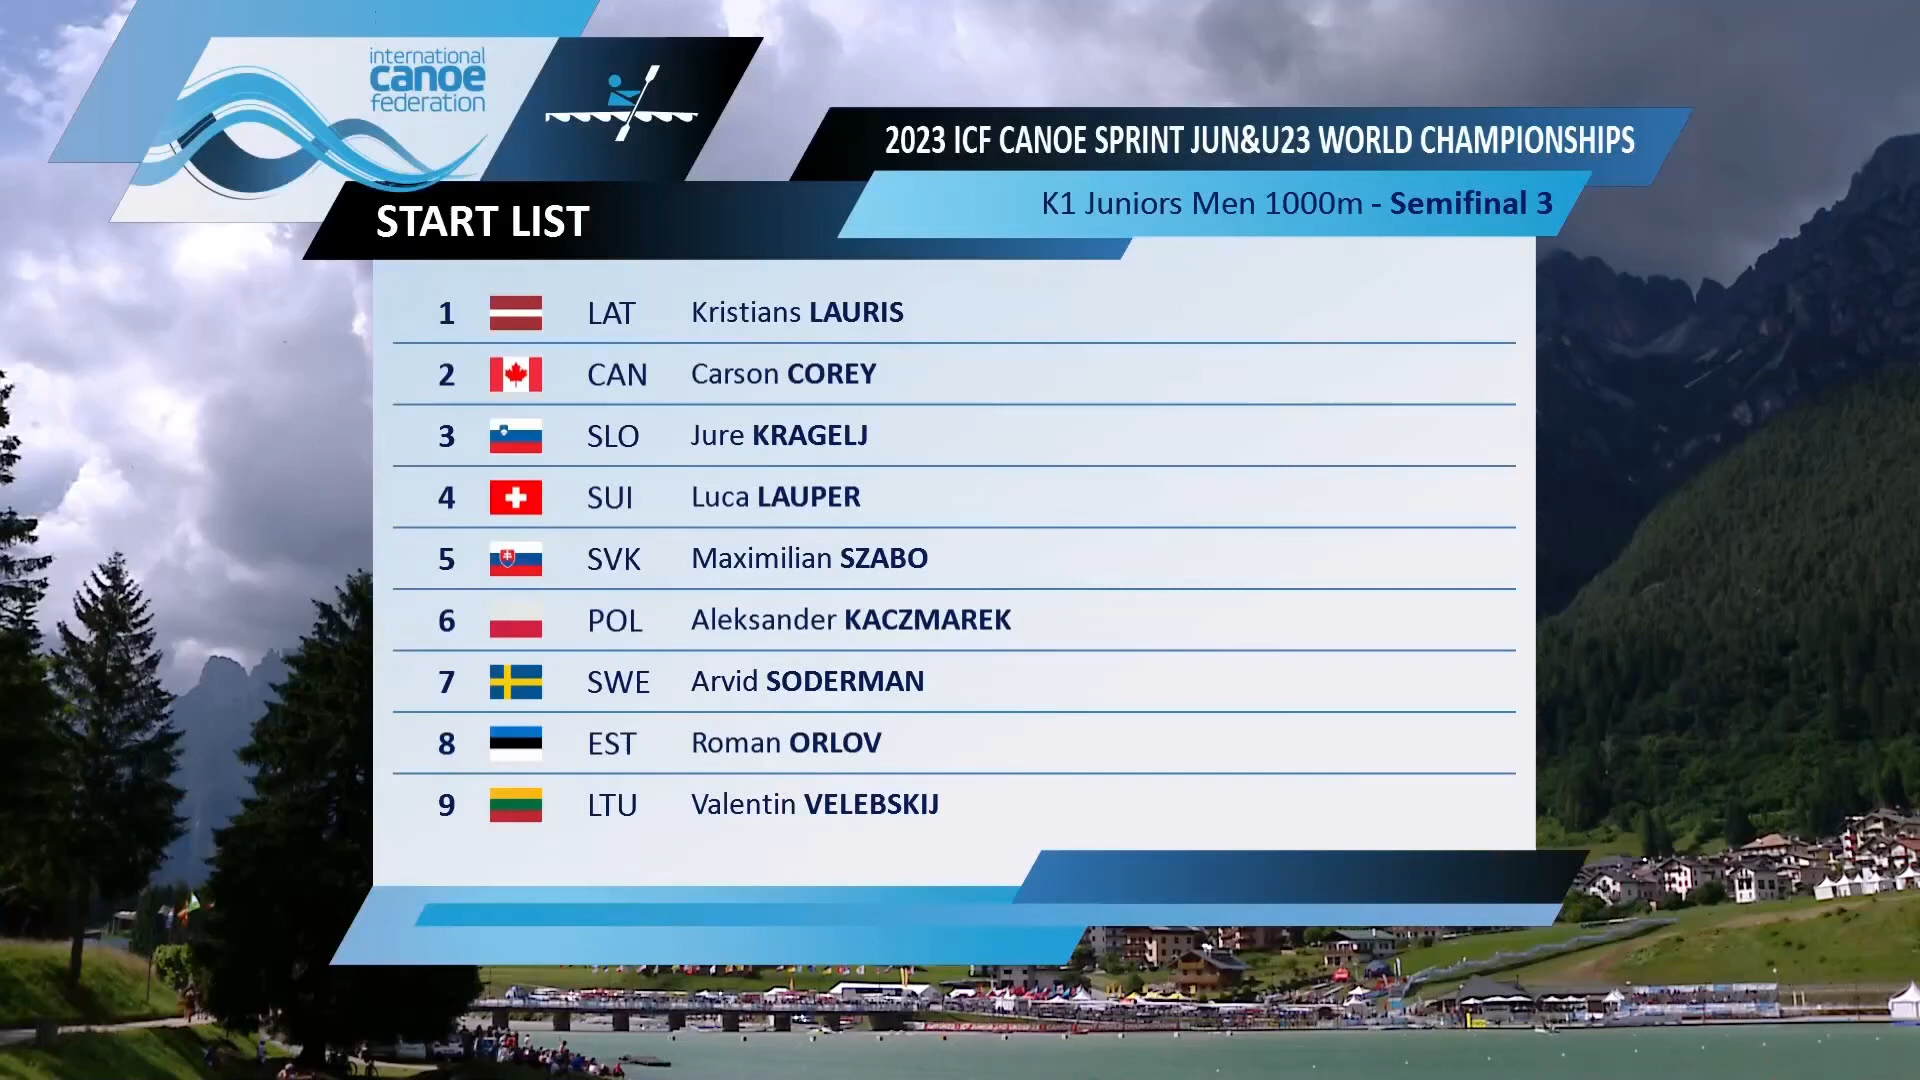 international
canoe
federation
2023 ICF CANOE SPRINT JUN&U23 WORLD CHAMPIONSHIPS
K1 Juniors Men 1000m - Semifinal 3
START LIST
1 LAT Kristians LAURIS
2 CAN Carson COREY
3 SLO Jure KRAGELJ
4 SUI Luca LAUPER
5 SVK Maximilian SZABO
6 POL Aleksander KACZMAREK
7 SWE Arvid SODERMAN
8 EST Roman ORLOV
9 LTU Valentin VELEBSKIJ